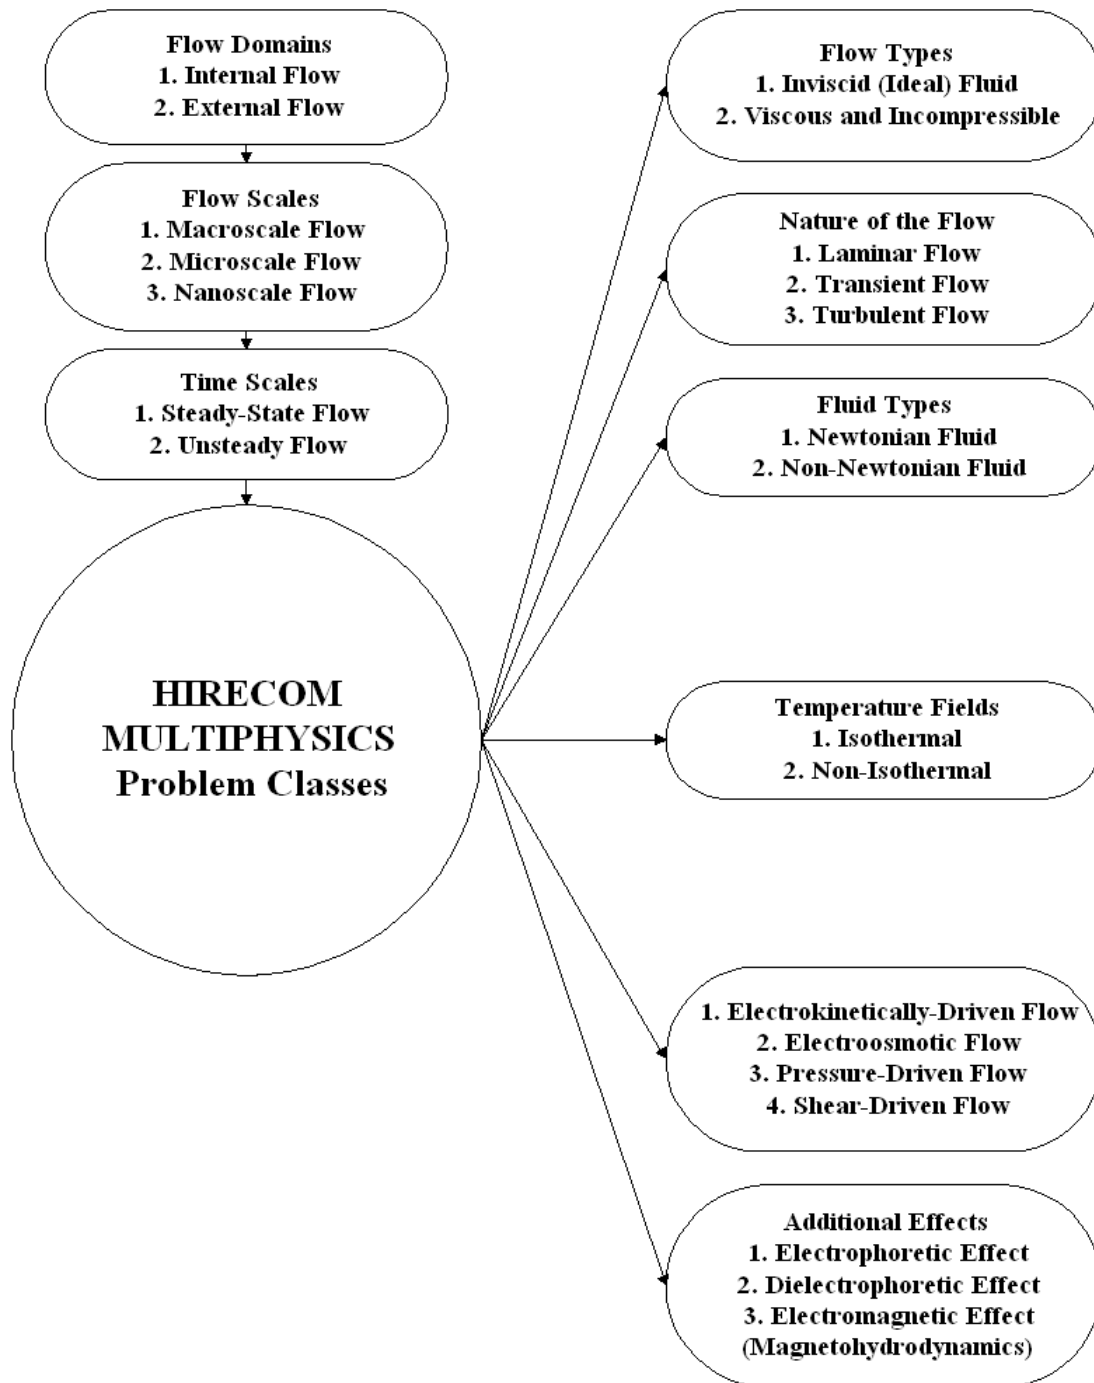 Flow Domains
1. Internal Flow
2. External Flow
Flow Scales
1. Macroscale Flow
2. Microscale Flow
3. Nanoscale Flow
Time Scales
1. Steady-State Flow
2. Unsteady Flow
HIRECOM
MULTIPHYSICS
Problem Classes
Flow Types
1. Inviscid (Ideal) Fluid
2. Viscous and Incompressible
Nature of the Flow
1. Laminar Flow
2. Transient Flow
3. Turbulent Flow
Fluid Types
1. Newtonian Fluid
2. Non-Newtonian Fluid
Temperature Fields
1. Isothermal
2. Non-Isothermal
1. Electrokinetically-Driven Flow
2. Electroosmotic Flow
3. Pressure-Driven Flow
4. Shear-Driven Flow
Additional Effects
1. Electrophoretic Effect
2. Dielectrophoretic Effect
3. Electromagnetic Effect
(Magnetohydrodynamics)